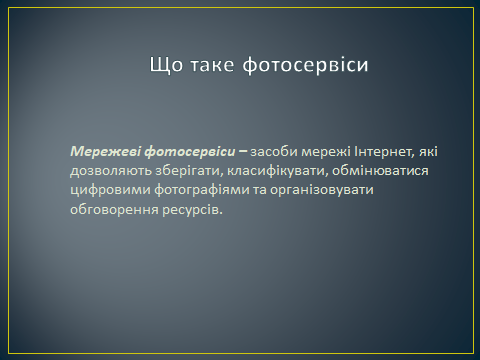 Що таке фотосервіси
Мережеві фотосервіси – засоби мережі Інтернет, які
дозволяють зберігати, класифікувати, обмінюватися
цифровими фотографіями та організовувати
обговорення ресурсів.